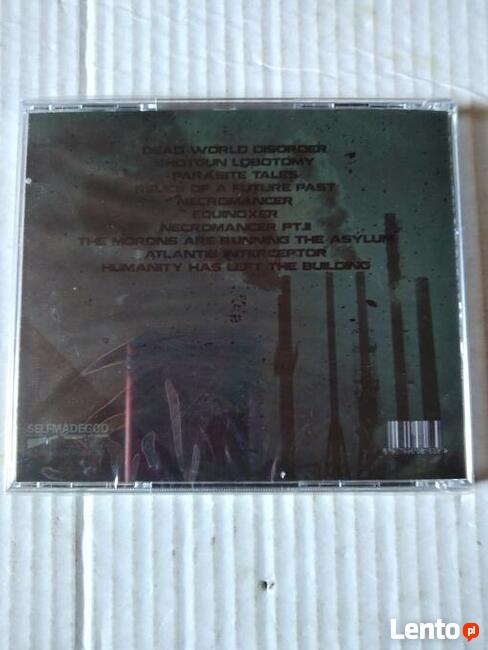 DEAD WORLD DISORDER
SHOTGUN LOBOTOMY
PARASITE TALES
RELICS OF A FUTURE PAST
NECROMANCER
EQUINOXER
NECROMANCER PT.II
THE MORONS ARE RUNNING THE ASYLUM
ATLANTIS INTERCEPTOR
HUMANITY HAS LEFT THE BUILDING
SELFMADEGOD
Lento pl